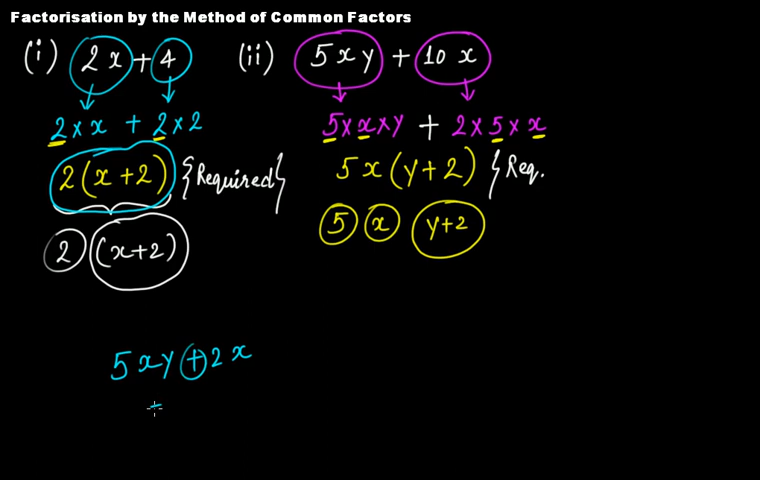 Factorisation by the Method of Common Factors
(i) 2x + 4 (ii) 5xy + 10x
2 × x + 2 × 2 5 × x × y + 2 × 5 × x
2(x+2) {Required} 5x(y+2) {Req.
2 (x+2) 5 x y+2
5xy + 2x